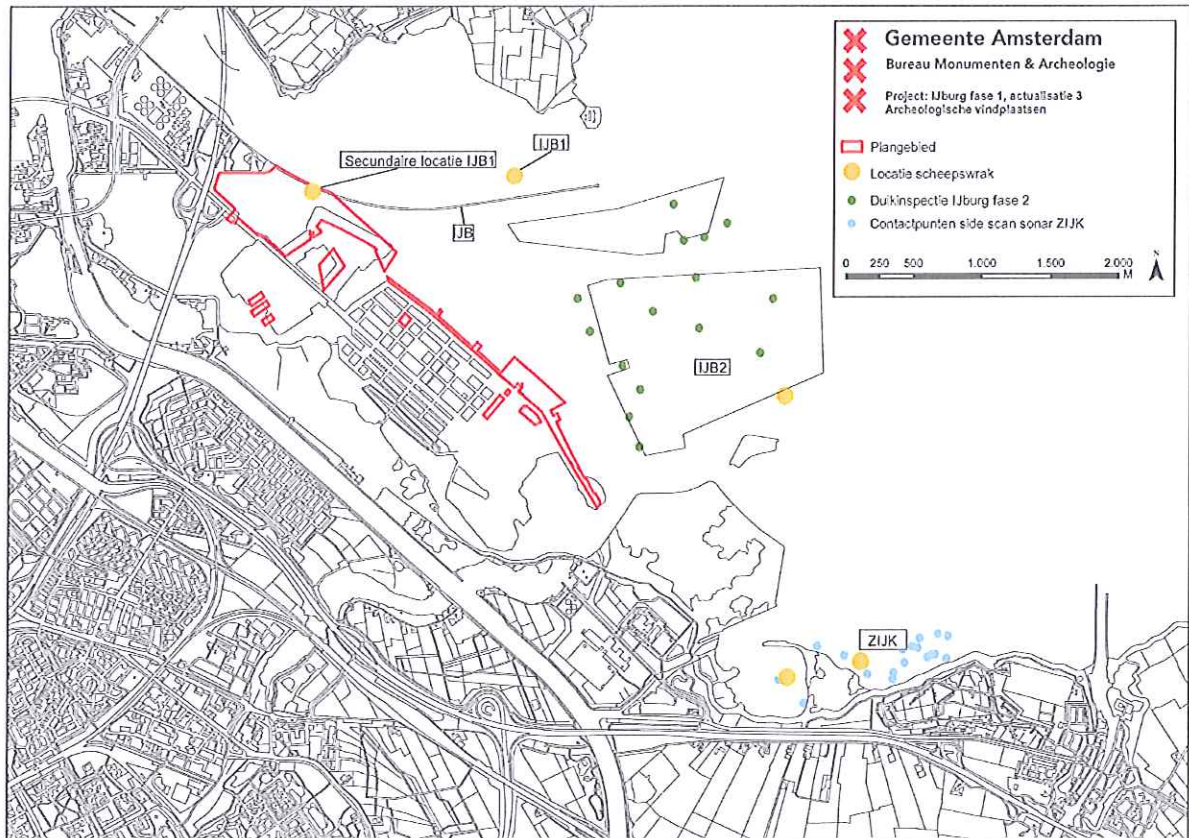 Gemeente Amsterdam
Bureau Monumenten & Archeologie
Project: IJburg fase 1, actualisatie 3
Archeologische vindplaatsen
Plangebied
Locatie scheepswrak
Duikinspectie IJburg fase 2
Contactpunten side scan sonar ZIJK
N
0 250 500 1.000 1.500 2.000
M
IJB1
Secundaire locatie IJB1
IJB
IJB2
ZIJK